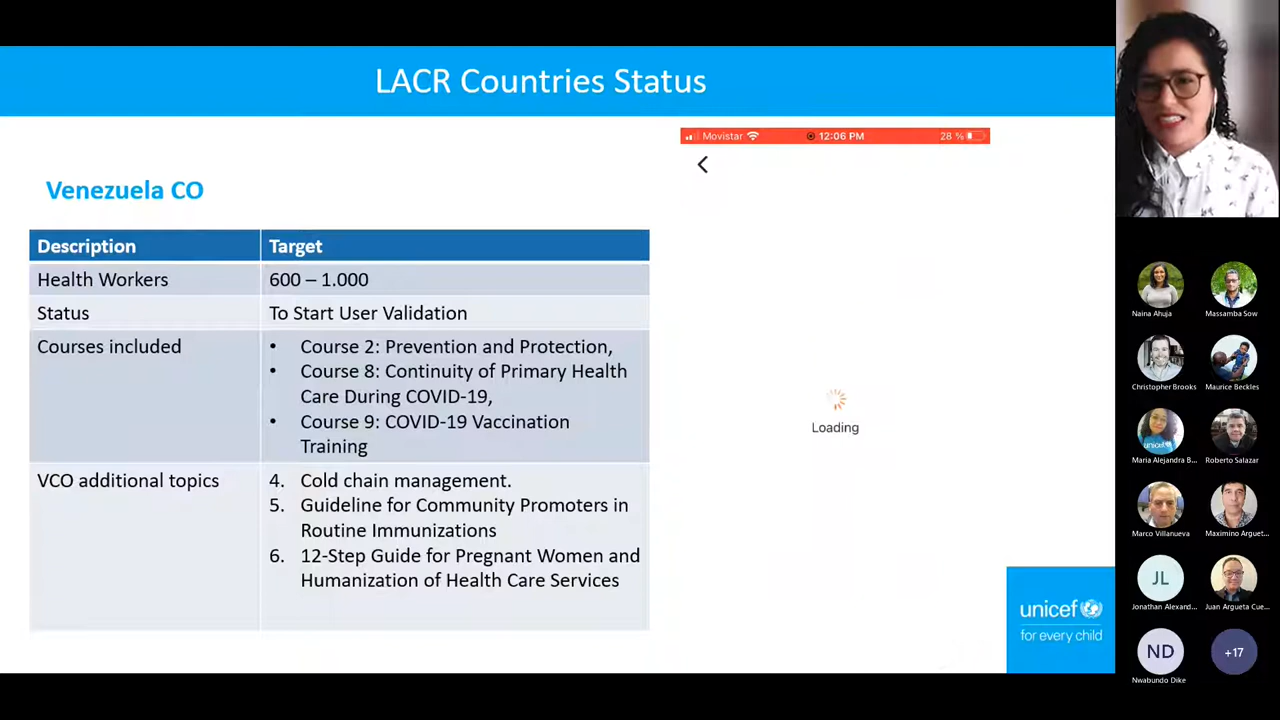 LACR Countries Status
Venezuela CO
Description Target
Health Workers 600 – 1.000
Status To Start User Validation
Courses included • Course 2: Prevention and Protection,
• Course 8: Continuity of Primary Health
Care During COVID-19,
• Course 9: COVID-19 Vaccination
Training
VCO additional topics 4. Cold chain management.
5. Guideline for Community Promoters in
Routine Immunizations
6. 12-Step Guide for Pregnant Women and
Humanization of Health Care Services
Movistar 12:06 PM 28 %
Loading
unicef
for every child
Naina Ahuja Massamba Sow
Christopher Brooks Maurice Beckles
unicef
Maria Alejandra B... Roberto Salazar
Marco Villanueva Maximino Arguet...
JL
Jonathan Alexand... Juan Argueta Cue...
ND +17
Nwabundo Dike